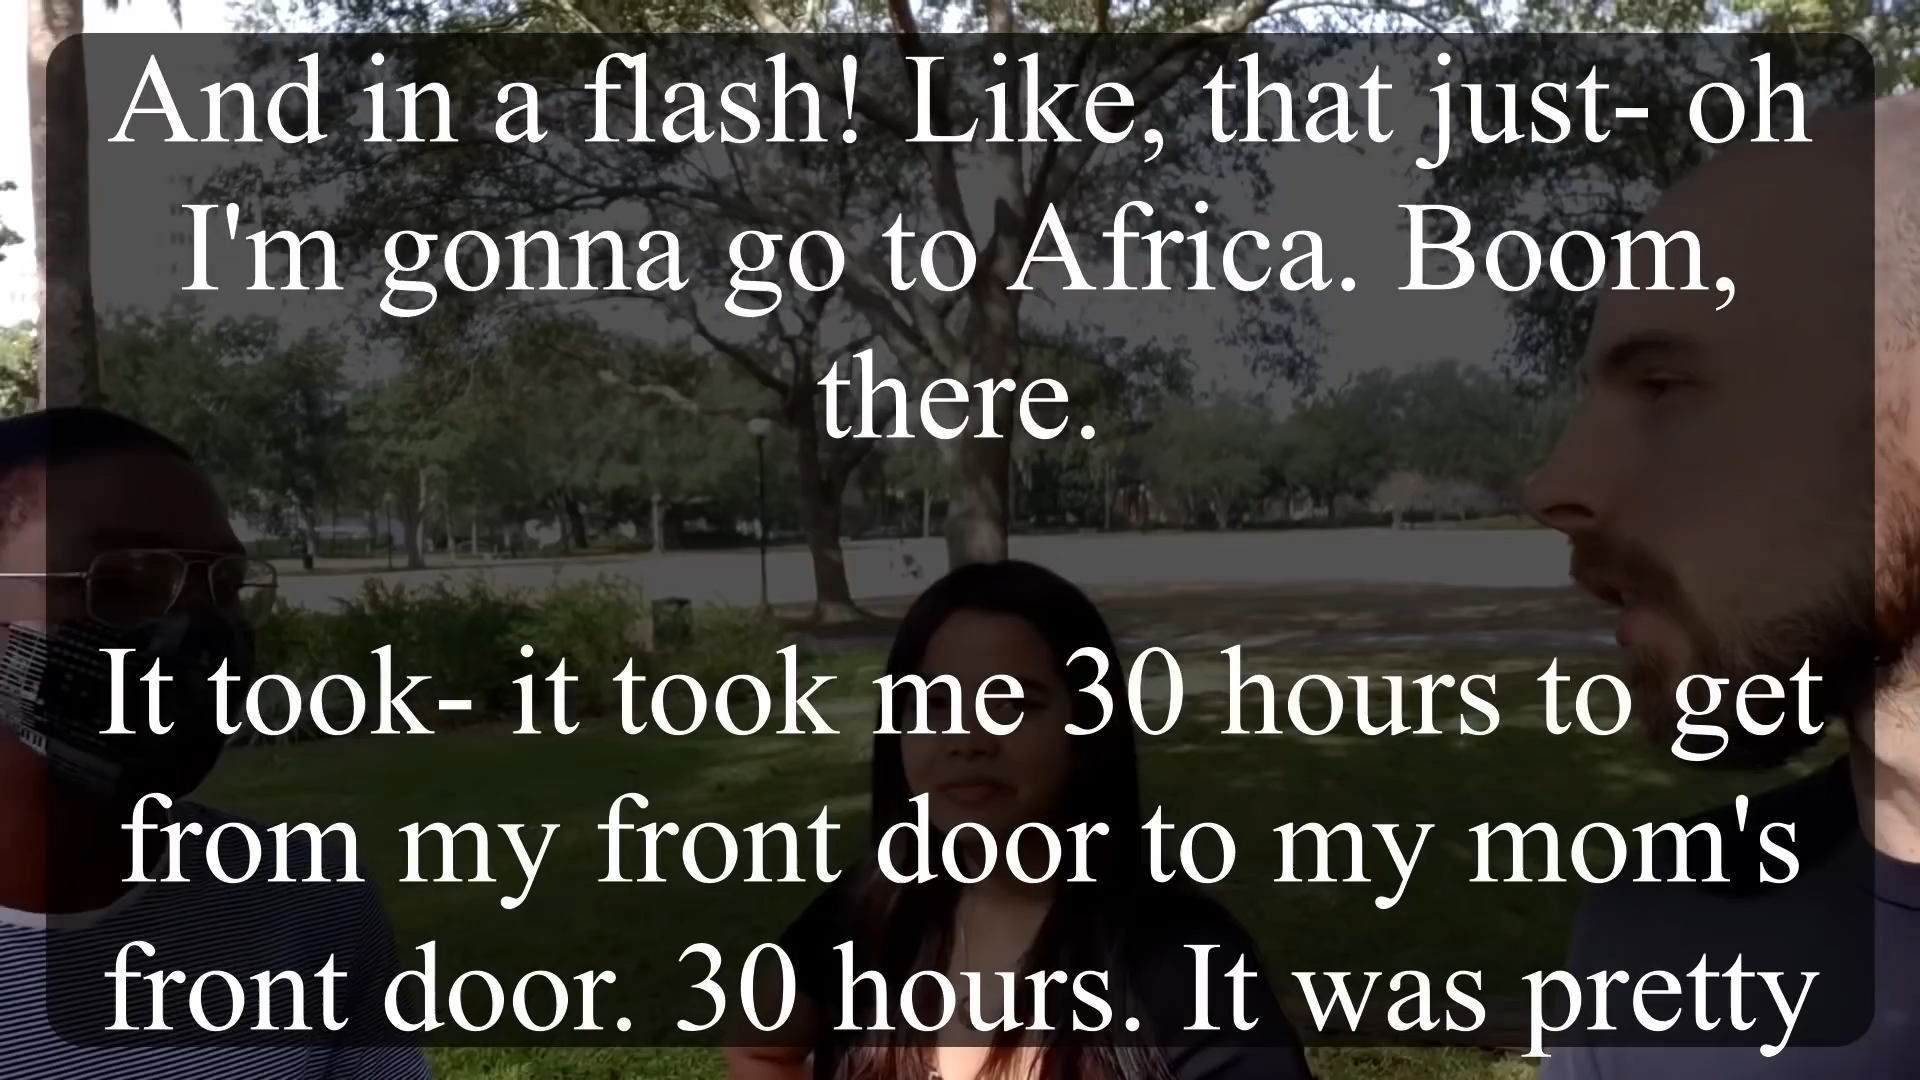 And in a flash! Like, that just- oh
I'm gonna go to Africa. Boom,
there.
It took- it took me 30 hours to get
from my front door to my mom's
front door. 30 hours. It was pretty